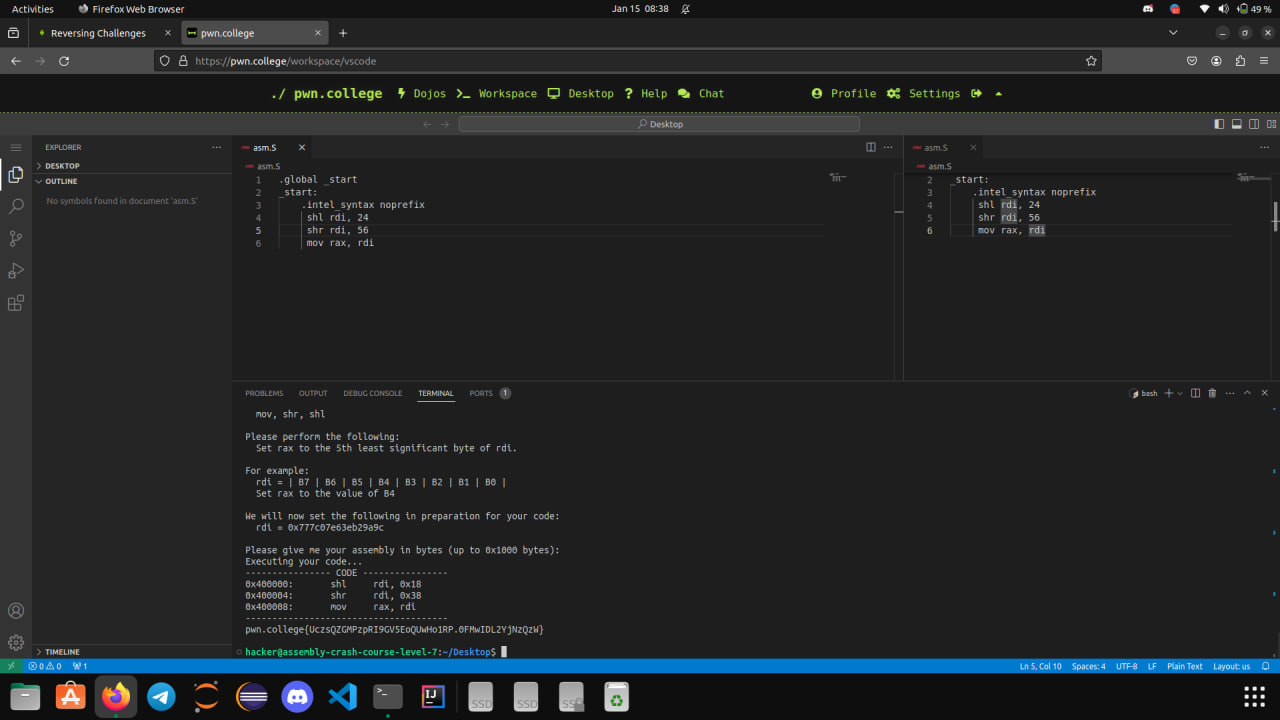 Activities
Firefox Web Browser
Jan 15 08:38
49 %
Reversing Challenges
pwn.college
https://pwn.college/workspace/vscode
./ pwn.college
Dojos
Workspace
Desktop
Help
Chat
Profile
Settings
Desktop
EXPLORER
DESKTOP
OUTLINE
No symbols found in document 'asm.S'
TIMELINE
asm.S
asm.S
1 .global _start
2 _start:
3 .intel_syntax noprefix
4 shl rdi, 24
5 shr rdi, 56
6 mov rax, rdi
asm.S
asm.S
2 _start:
3 .intel_syntax noprefix
4 shl rdi, 24
5 shr rdi, 56
6 mov rax, rdi
PROBLEMS OUTPUT DEBUG CONSOLE TERMINAL PORTS 1
bash
mov, shr, shl
Please perform the following:
Set rax to the 5th least significant byte of rdi.
For example:
rdi = | B7 | B6 | B5 | B4 | B3 | B2 | B1 | B0 |
Set rax to the value of B4
We will now set the following in preparation for your code:
rdi = 0x777c07e63eb29a9c
Please give me your assembly in bytes (up to 0x1000 bytes):
Executing your code...
---------------- CODE ----------------
0x400000: shl rdi, 0x18
0x400004: shr rdi, 0x38
0x400008: mov rax, rdi
--------------------------------------
pwn.college{UczsQZGMPzpRI9GV5EoQUwHo1RP.0FMwIDL2YjNzQzW}
hacker@assembly-crash-course-level-7:~/Desktop$
0 0 1
Ln 5, Col 10 Spaces: 4 UTF-8 LF Plain Text Layout: us
SSD SSD SSD